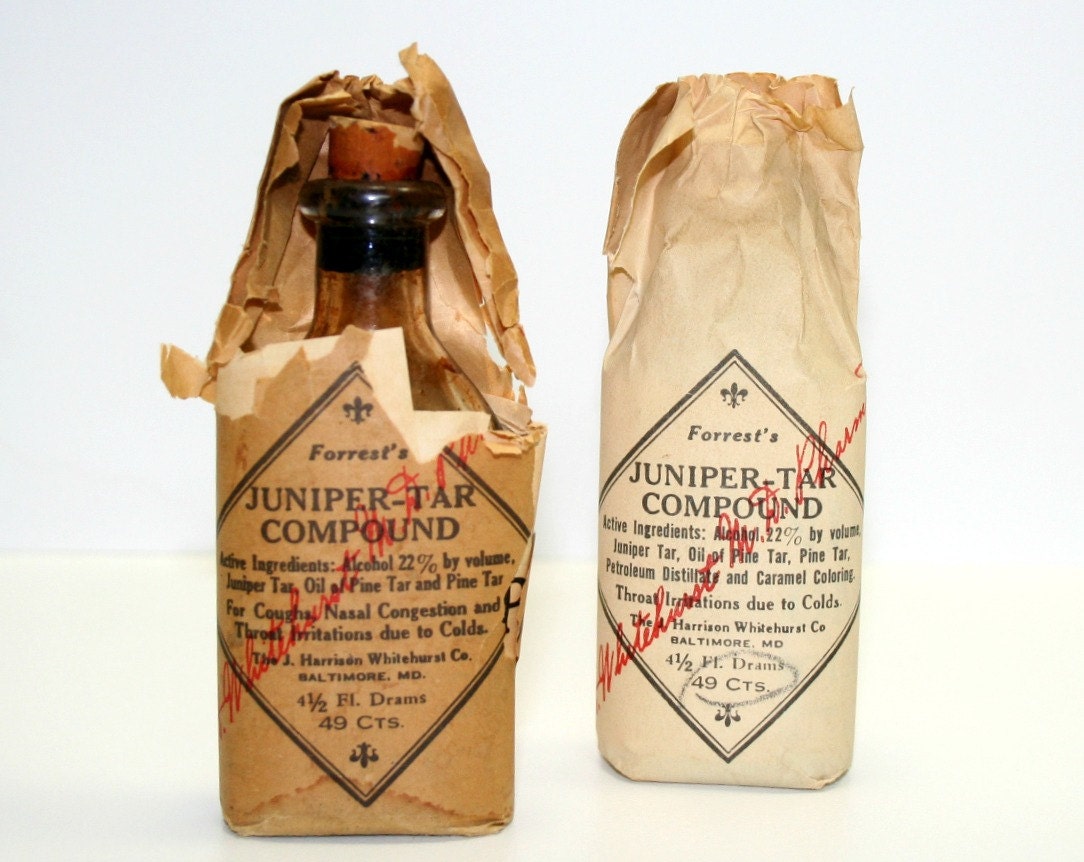 Forrest's
JUNIPER-TAR
COMPOUND
Active Ingredients: Alcohol 22% by volume,
Juniper Tar, Oil of Pine Tar and Pine Tar
For Coughs, Nasal Congestion and
Throat Irritations due to Colds.
The J. Harrison Whitehurst Co.
BALTIMORE, MD.
4½ Fl. Drams
49 CTS.
Whitehurst M.D.
Forrest's
JUNIPER-TAR
COMPOUND
Active Ingredients: Alcohol 22% by volume,
Juniper Tar, Oil of Pine Tar, Pine Tar,
Petroleum Distillate and Caramel Coloring.
Throat Irritations due to Colds.
The J. Harrison Whitehurst Co
BALTIMORE, MD
4½ Fl. Drams
49 CTS.
Whitehurst M.D. Pharm